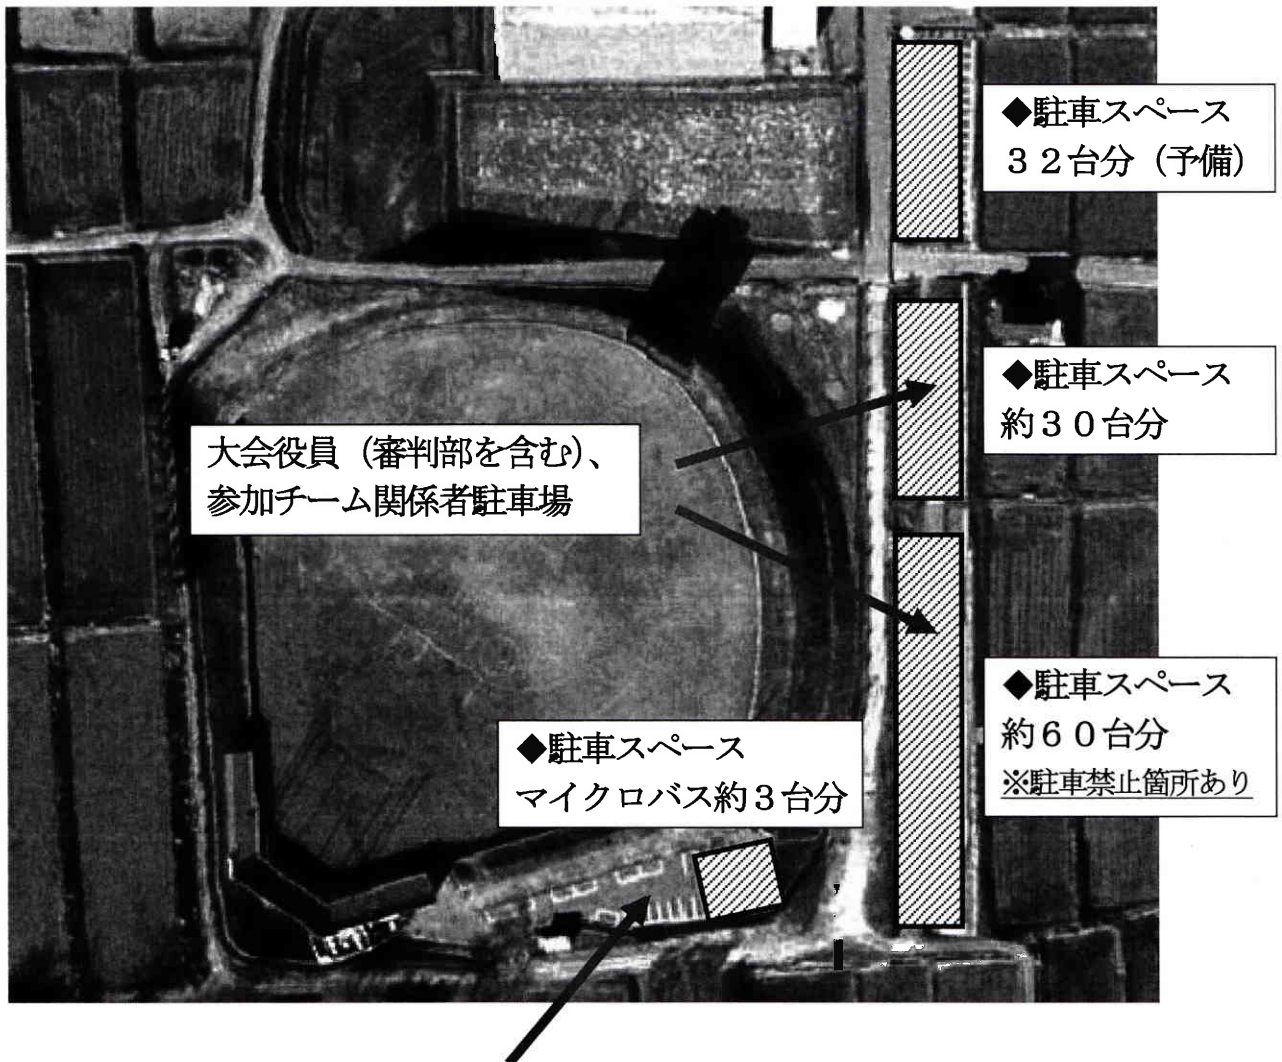 ◆駐車スペース
３２台分（予備）
◆駐車スペース
約３０台分
大会役員（審判部を含む）、
参加チーム関係者駐車場
◆駐車スペース
約６０台分
※駐車禁止箇所あり
◆駐車スペース
マイクロバス約３台分